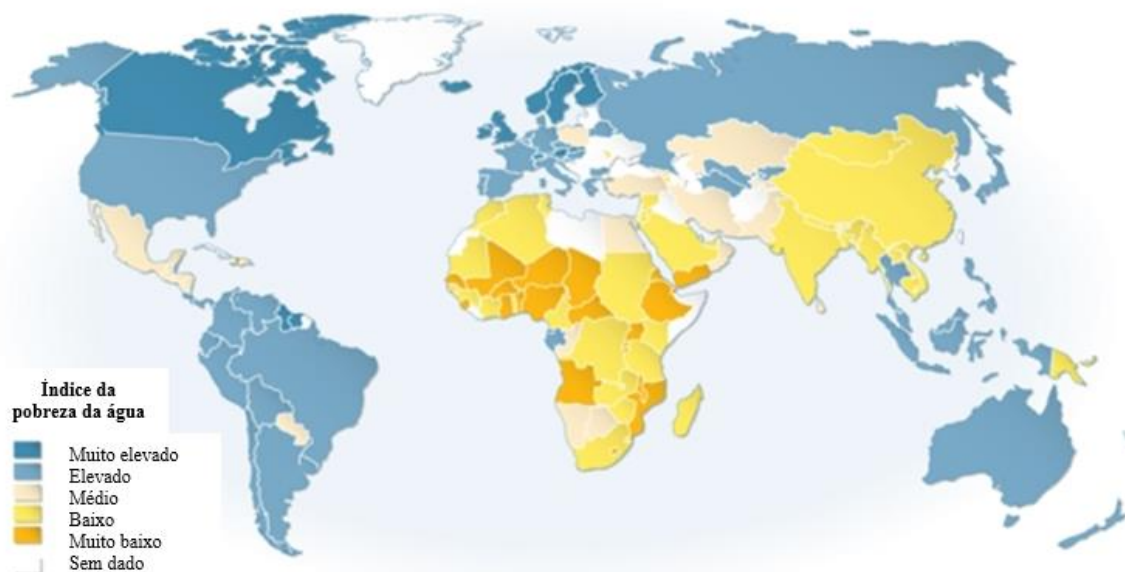 Índice da
pobreza da água
Muito elevado
Elevado
Médio
Baixo
Muito baixo
Sem dado